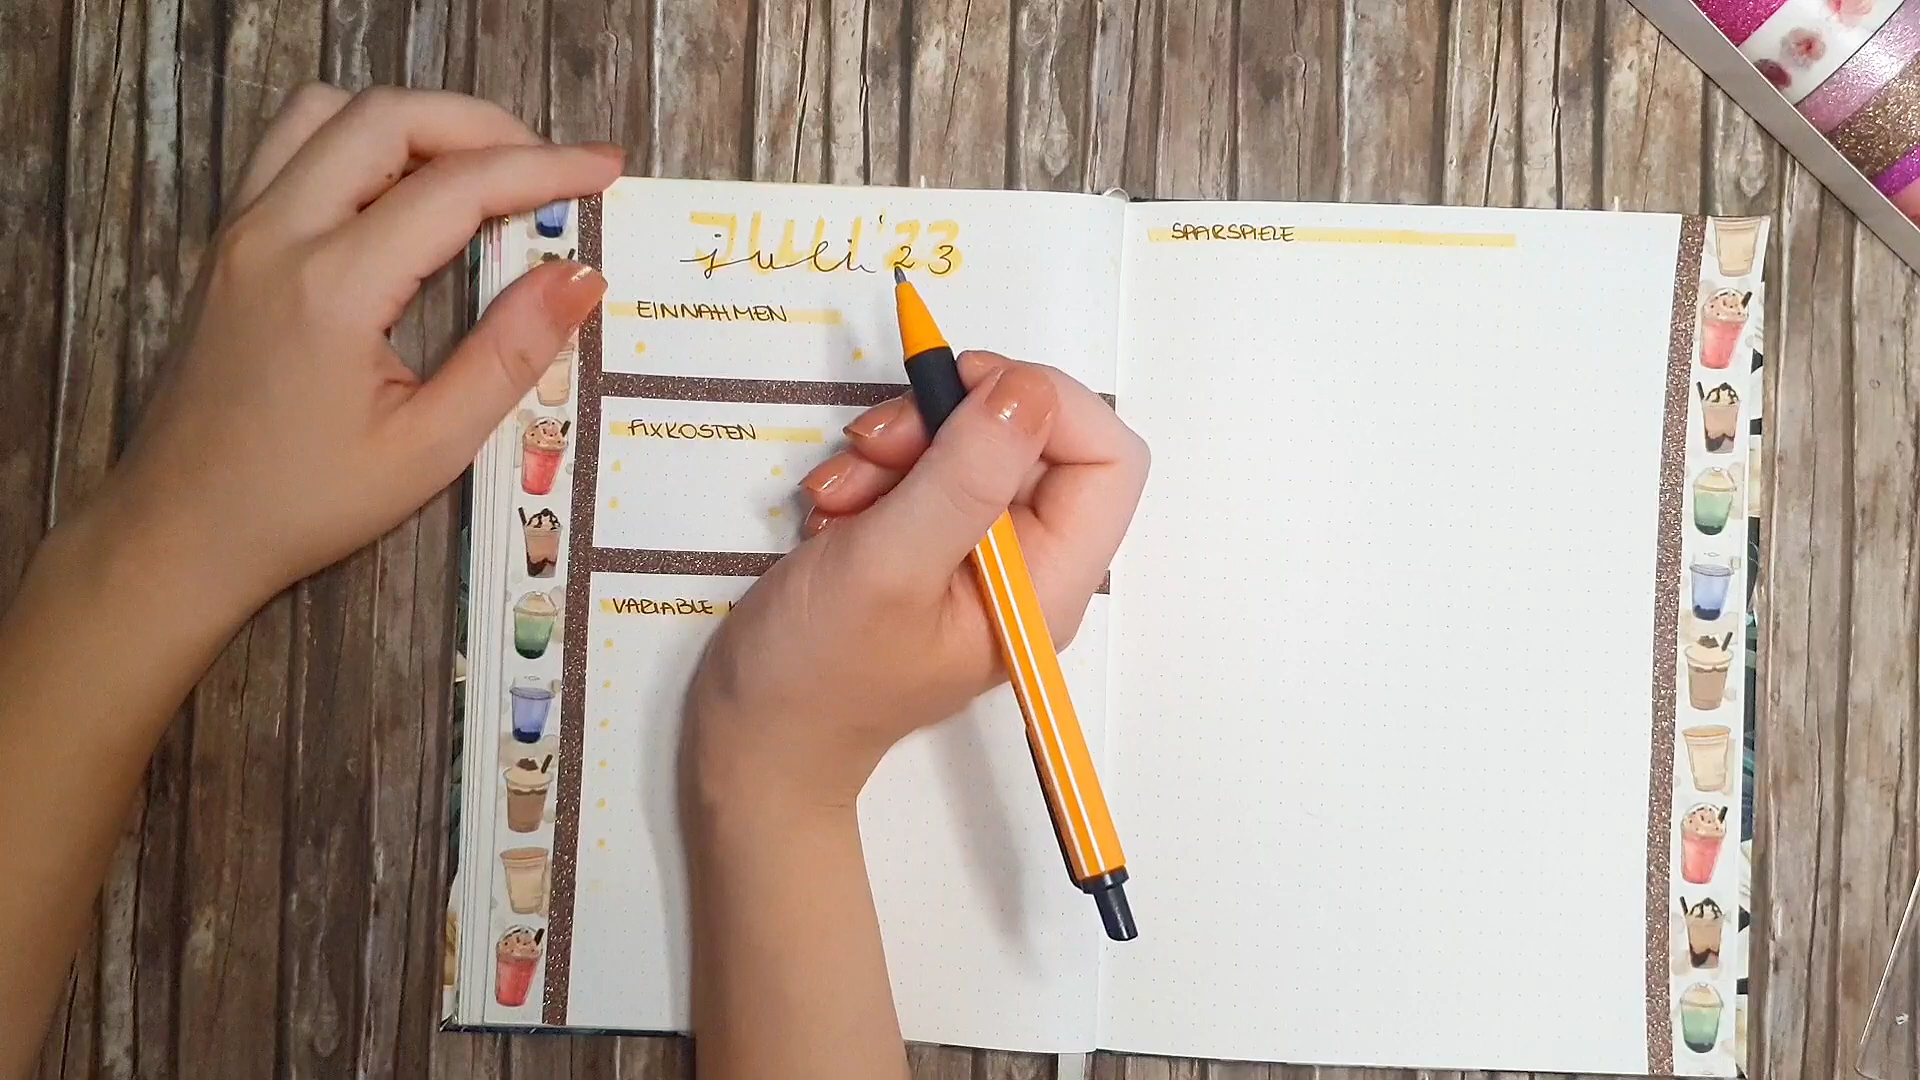 JULI '23
juli '23
EINNAHMEN
FIXKOSTEN
VARIABLE
SPARSPIELE